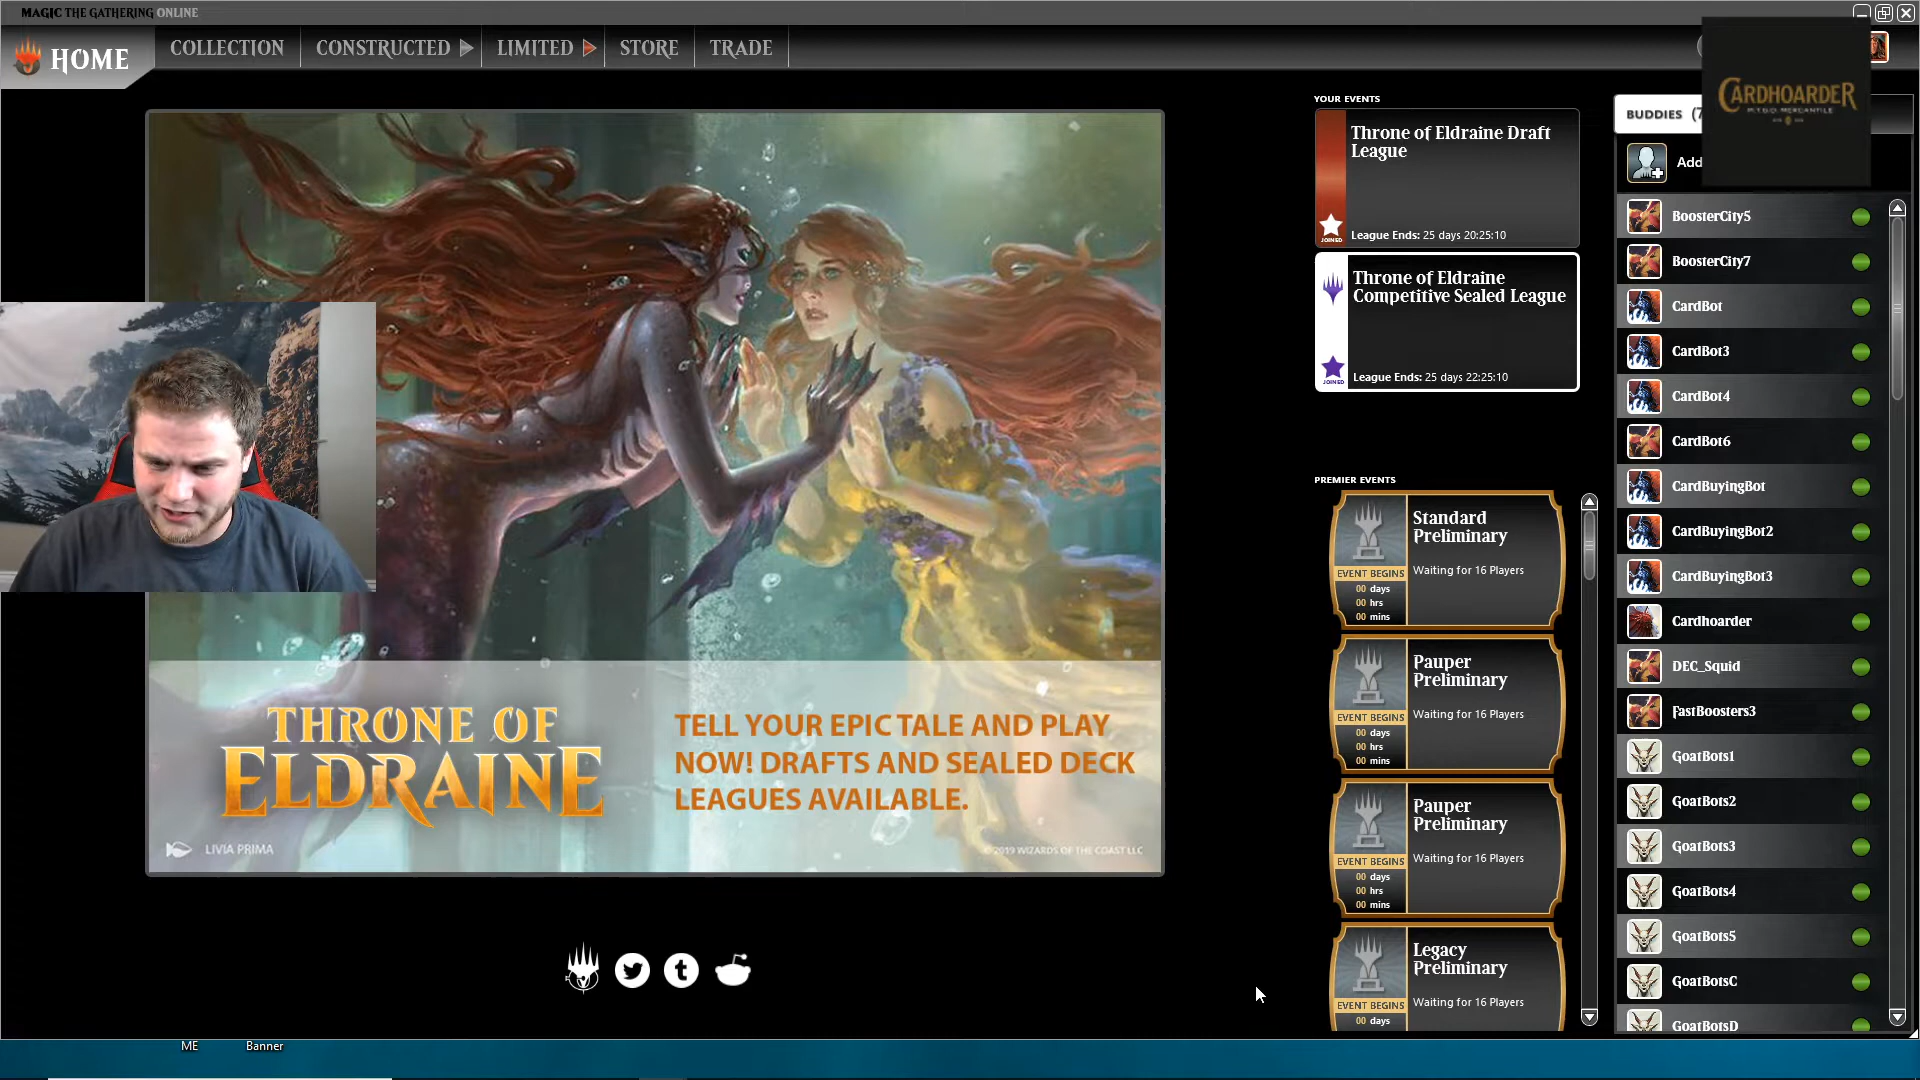 MAGIC THE GATHERING ONLINE
HOME
COLLECTION
CONSTRUCTED
LIMITED
STORE
TRADE
CARDHOARDER
M.T.G.O. MERCANTILE
YOUR EVENTS
Throne of Eldraine Draft
League
JOINED
League Ends: 25 days 20:25:10
Throne of Eldraine
Competitive Sealed League
JOINED
League Ends: 25 days 22:25:10
PREMIER EVENTS
Standard
Preliminary
Waiting for 16 Players
EVENT BEGINS
00 days
00 hrs
00 mins
Pauper
Preliminary
Waiting for 16 Players
EVENT BEGINS
00 days
00 hrs
00 mins
Pauper
Preliminary
Waiting for 16 Players
EVENT BEGINS
00 days
00 hrs
00 mins
Legacy
Preliminary
Waiting for 16 Players
EVENT BEGINS
00 days
BUDDIES (7
Add
BoosterCity5
BoosterCity7
CardBot
CardBot3
CardBot4
CardBot6
CardBuyingBot
CardBuyingBot2
CardBuyingBot3
Cardhoarder
DEC_Squid
FastBoosters3
GoatBots1
GoatBots2
GoatBots3
GoatBots4
GoatBots5
GoatBotsC
GoatBotsD
THRONE OF
ELDRAINE
TELL YOUR EPIC TALE AND PLAY
NOW! DRAFTS AND SEALED DECK
LEAGUES AVAILABLE.
LIVIA PRIMA
© 2019 WIZARDS OF THE COAST LLC
ME
Banner